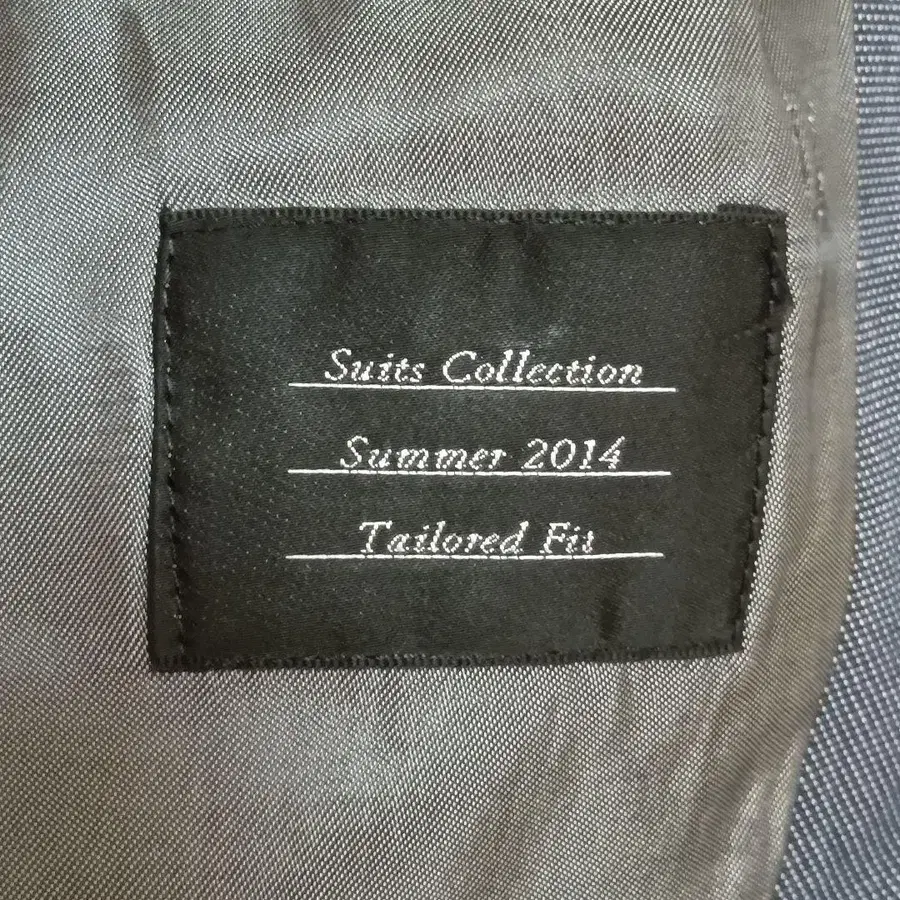 Suits Collection
Summer 2014
Tailored Fit